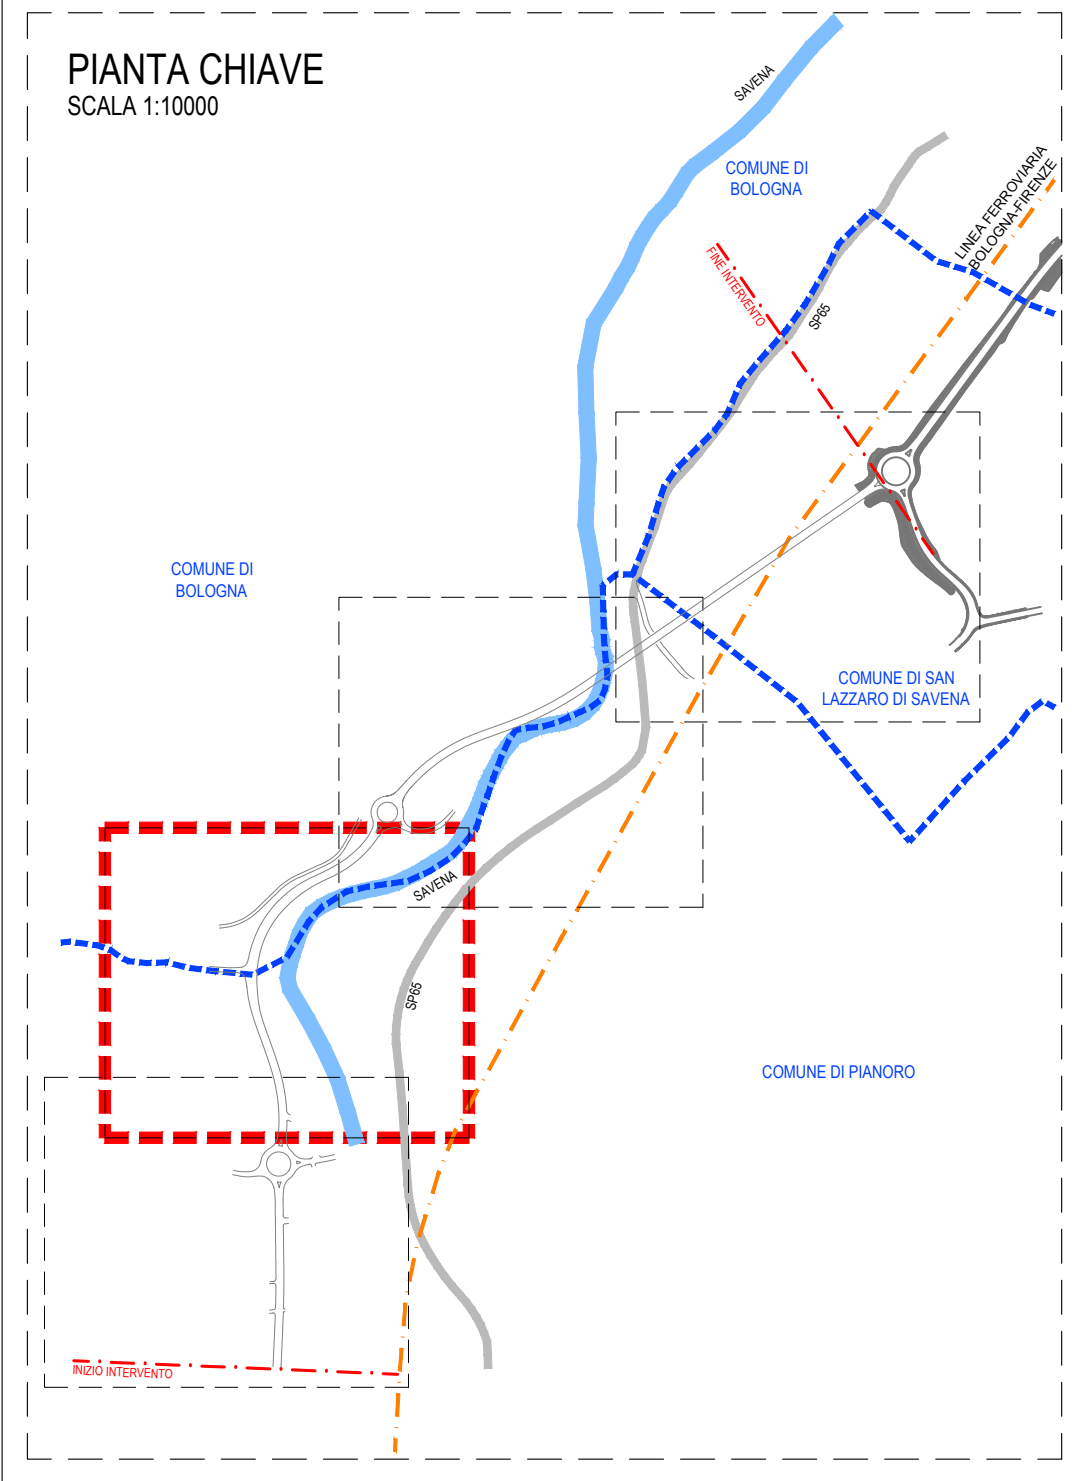 PIANTA CHIAVE
SCALA 1:10000
SAVENA
COMUNE DI
BOLOGNA
LINEA FERROVIARIA
BOLOGNA-FIRENZE
FINE INTERVENTO
SP65
COMUNE DI
BOLOGNA
COMUNE DI SAN
LAZZARO DI SAVENA
SAVENA
SP65
COMUNE DI PIANORO
INIZIO INTERVENTO